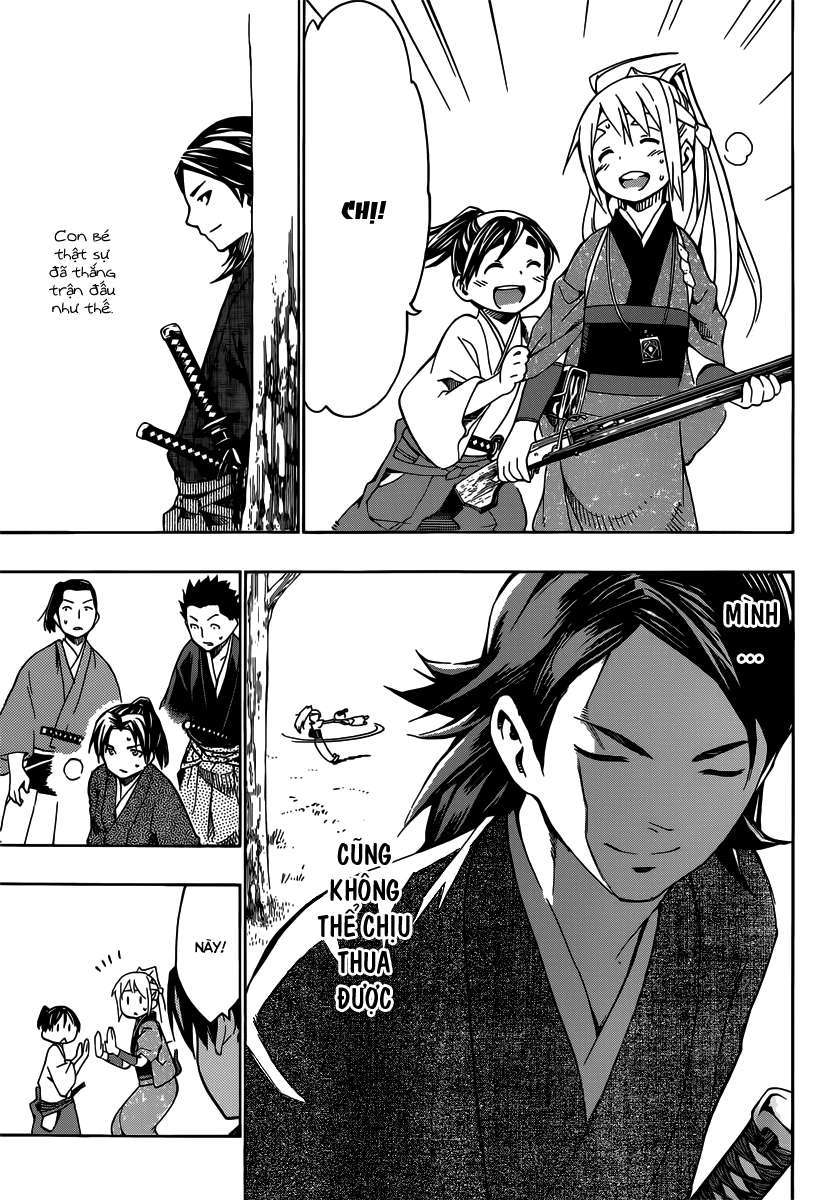 CHỊ!
Con bé
thật sự
đã thắng
trận đấu
như thế.
MÌNH
...
CŨNG
KHÔNG
THỂ CHỊU
THUA
ĐƯỢC
NÀY!